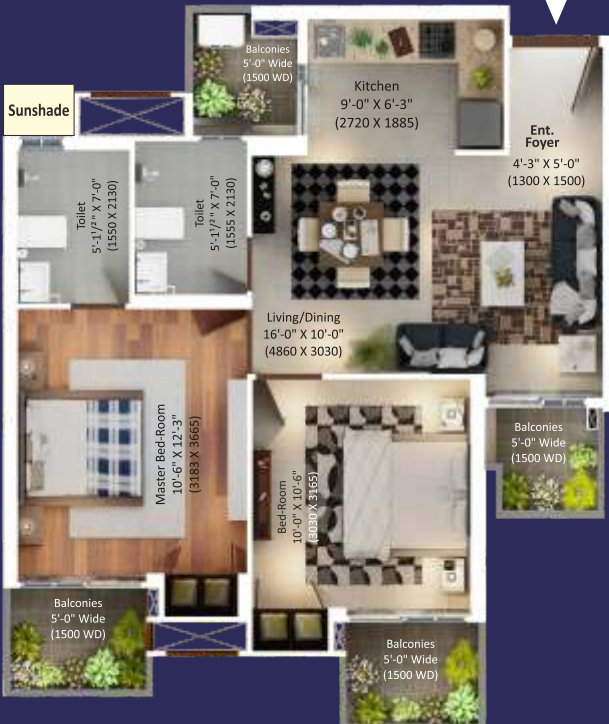 Balconies
5'-0" Wide
(1500 WD)
Kitchen
9'-0" X 6'-3"
(2720 X 1885)
Sunshade
Ent.
Foyer
4'-3" X 5'-0"
(1300 X 1500)
Toilet
5'-1/2" X 7'-0"
(1550 X 2130)
Toilet
5'-1/2" X 7'-0"
(1555 X 2130)
Living/Dining
16'-0" X 10'-0"
(4860 X 3030)
Master Bed-Room
10'-6" X 12'-3"
(3183 X 3665)
Bed-Room
10'-0" X 10'-6"
(3030 X 3165)
Balconies
5'-0" Wide
(1500 WD)
Balconies
5'-0" Wide
(1500 WD)
Balconies
5'-0" Wide
(1500 WD)